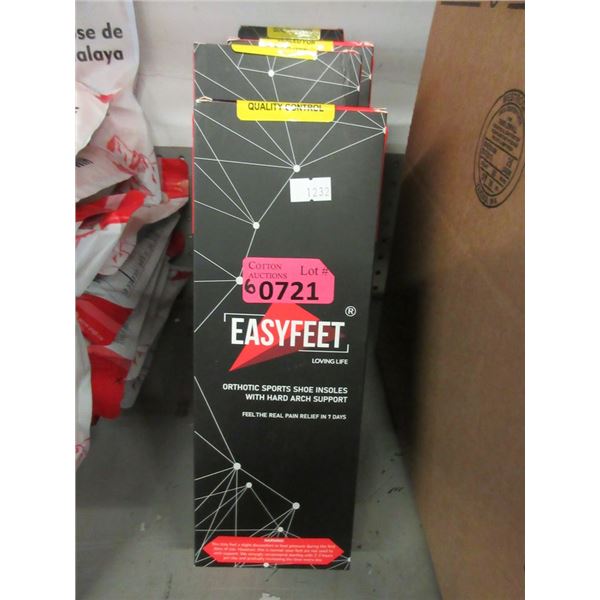 se de
alaya
QUALITY CONTROL
1232
COTTON
AUCTIONS
Lot #
60721
EASYFEET®
LOVING LIFE
ORTHOTIC SPORTS SHOE INSOLES
WITH HARD ARCH SUPPORT
FEEL THE REAL PAIN RELIEF IN 7 DAYS